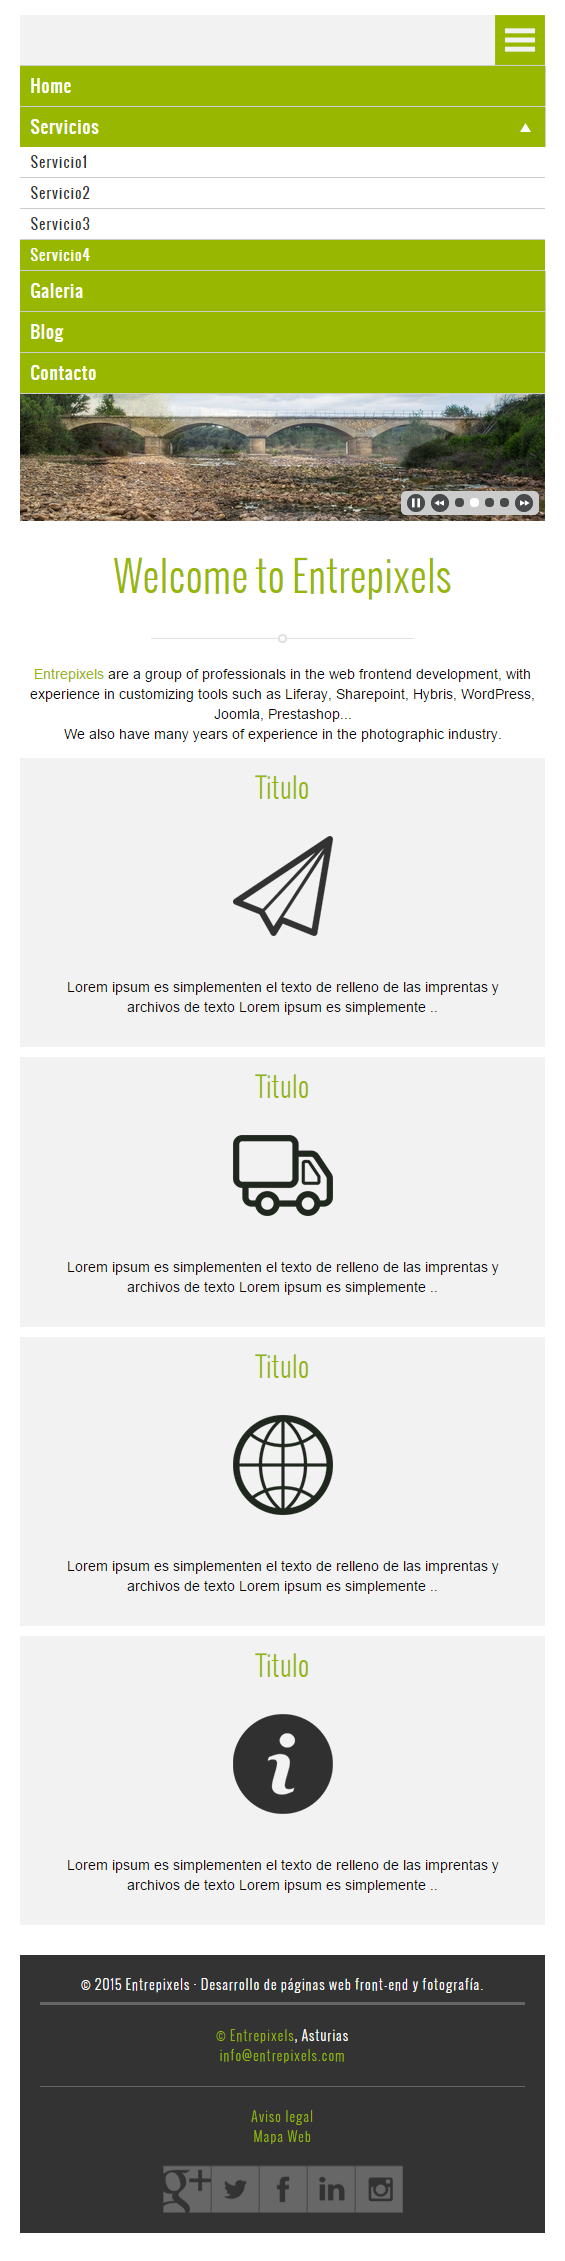 Home
Servicios
Servicio1
Servicio2
Servicio3
Servicio4
Galeria
Blog
Contacto
Welcome to Entrepixels
Entrepixels are a group of professionals in the web frontend development, with
experience in customizing tools such as Liferay, Sharepoint, Hybris, WordPress,
Joomla, Prestashop...
We also have many years of experience in the photographic industry.
Titulo
Lorem ipsum es simplementen el texto de relleno de las imprentas y
archivos de texto Lorem ipsum es simplemente ..
Titulo
Lorem ipsum es simplementen el texto de relleno de las imprentas y
archivos de texto Lorem ipsum es simplemente ..
Titulo
Lorem ipsum es simplementen el texto de relleno de las imprentas y
archivos de texto Lorem ipsum es simplemente ..
Titulo
Lorem ipsum es simplementen el texto de relleno de las imprentas y
archivos de texto Lorem ipsum es simplemente ..
© 2015 Entrepixels · Desarrollo de páginas web front-end y fotografía.
© Entrepixels, Asturias
info@entrepixels.com
Aviso legal
Mapa Web